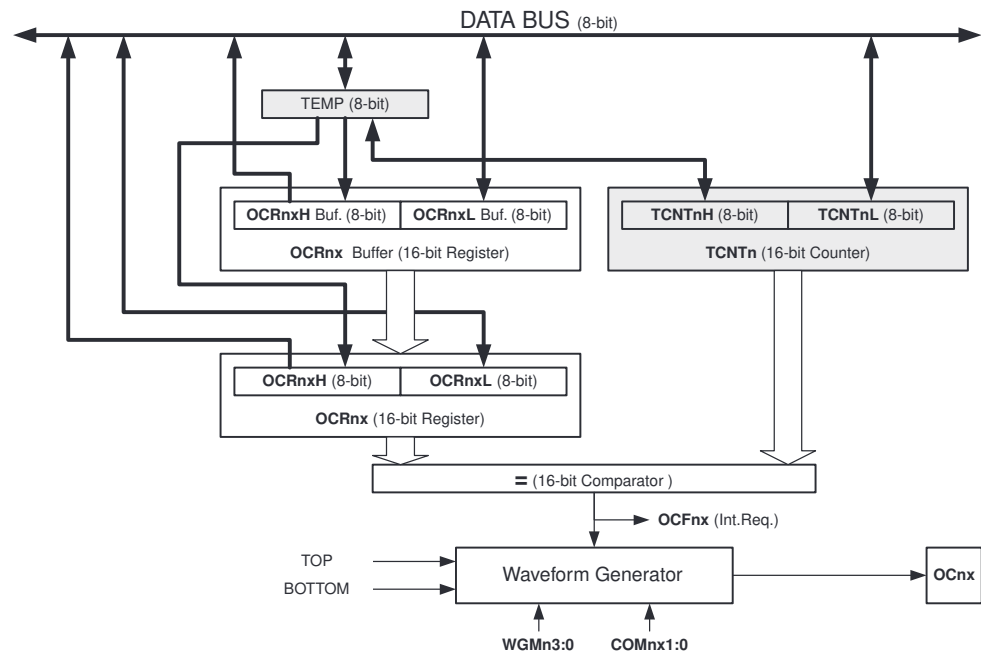 DATA BUS (8-bit)
TEMP (8-bit)
OCRnxH Buf. (8-bit)
OCRnxL Buf. (8-bit)
TCNTnH (8-bit)
TCNTnL (8-bit)
OCRnx Buffer (16-bit Register)
TCNTn (16-bit Counter)
OCRnxH (8-bit)
OCRnxL (8-bit)
OCRnx (16-bit Register)
= (16-bit Comparator )
OCFnx (Int.Req.)
TOP
BOTTOM
Waveform Generator
OCnx
WGMn3:0
COMnx1:0